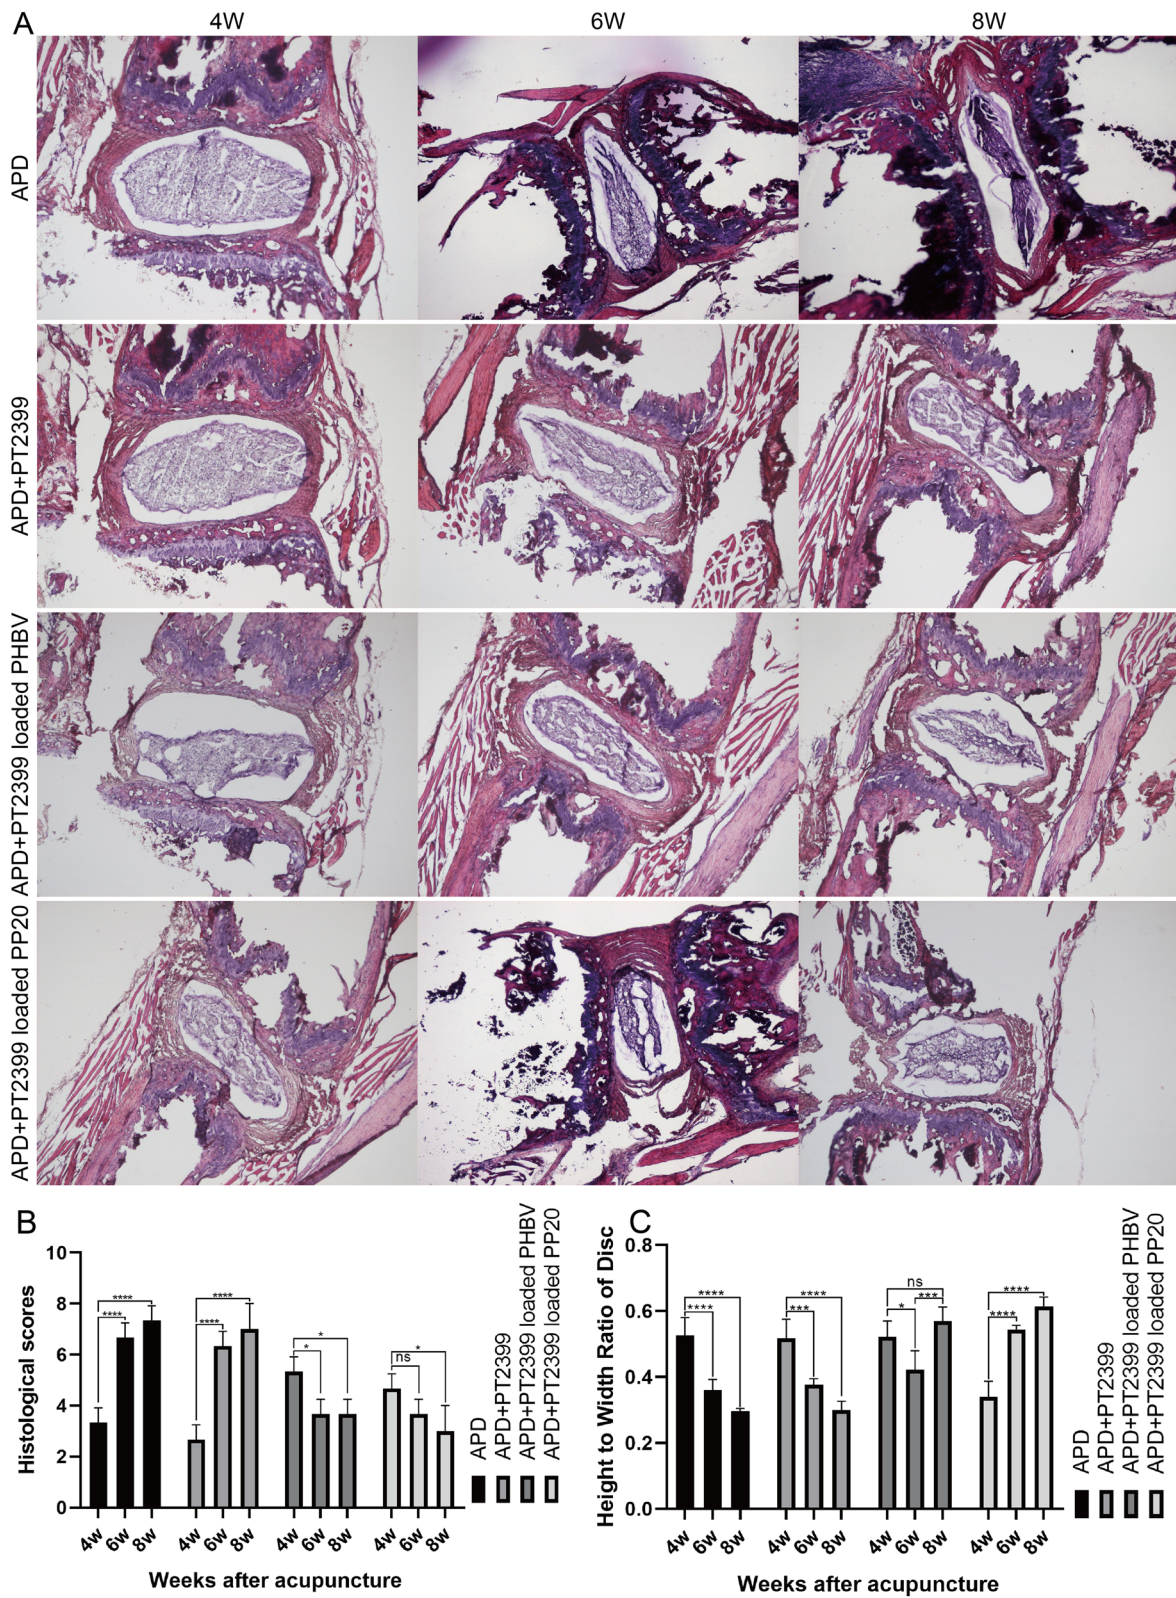 A
4W
6W
8W
APD
APD+PT2399
APD+PT2399 loaded PHBV
APD+PT2399 loaded PP20
B
Histological scores
10
8
6
4
2
0
**** ****
**** ****
* *
ns *
4w 6w 8w 4w 6w 8w 4w 6w 8w 4w 6w 8w
Weeks after acupuncture
APD
APD+PT2399
APD+PT2399 loaded PHBV
APD+PT2399 loaded PP20
C
Height to Width Ratio of Disc
0.8
0.6
0.4
0.2
0.0
**** ****
*** ****
* *** ns
**** ****
4w 6w 8w 4w 6w 8w 4w 6w 8w 4w 6w 8w
Weeks after acupuncture
APD
APD+PT2399
APD+PT2399 loaded PHBV
APD+PT2399 loaded PP20